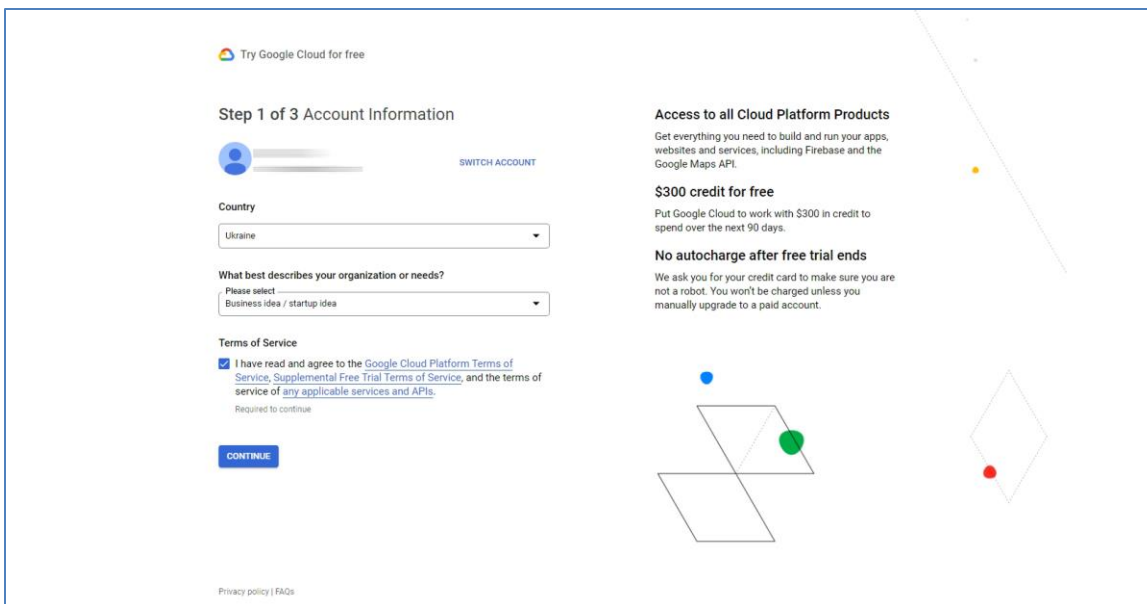 Try Google Cloud for free
Step 1 of 3 Account Information
SWITCH ACCOUNT
Country
Ukraine
What best describes your organization or needs?
Please select
Business idea / startup idea
Terms of Service
I have read and agree to the Google Cloud Platform Terms of
Service, Supplemental Free Trial Terms of Service, and the terms of
service of any applicable services and APIs.
Required to continue
CONTINUE
Privacy policy | FAQs
Access to all Cloud Platform Products
Get everything you need to build and run your apps,
websites and services, including Firebase and the
Google Maps API.
$300 credit for free
Put Google Cloud to work with $300 in credit to
spend over the next 90 days.
No autocharge after free trial ends
We ask you for your credit card to make sure you are
not a robot. You won't be charged unless you
manually upgrade to a paid account.